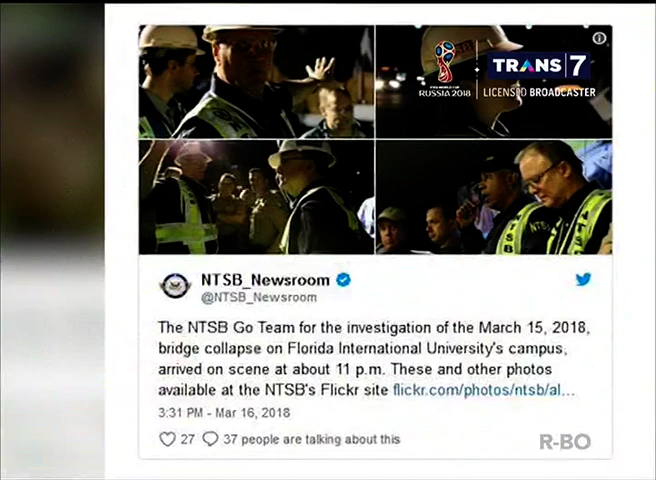 TRANS 7
RUSSIA 2018
LICENSED BROADCASTER
NTSB
NTSB_Newsroom
@NTSB_Newsroom
The NTSB Go Team for the investigation of the March 15, 2018,
bridge collapse on Florida International University's campus,
arrived on scene at about 11 p.m. These and other photos
available at the NTSB's Flickr site flickr.com/photos/ntsb/al...
3:31 PM - Mar 16, 2018
27 37 people are talking about this
R-BO